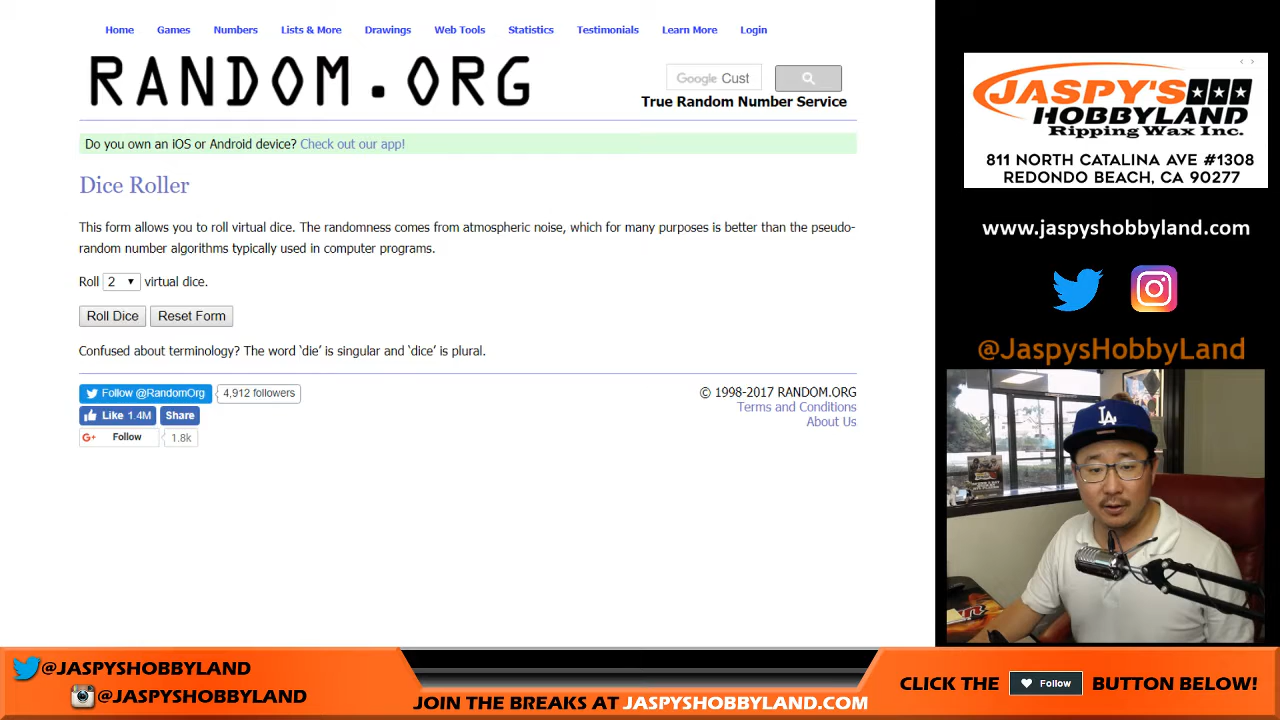 Home Games Numbers Lists & More Drawings Web Tools Statistics Testimonials Learn More Login
RANDOM.ORG
Google Cust
True Random Number Service
Do you own an iOS or Android device? Check out our app!
Dice Roller
This form allows you to roll virtual dice. The randomness comes from atmospheric noise, which for many purposes is better than the pseudo-
random number algorithms typically used in computer programs.
Roll 2 virtual dice.
Roll Dice Reset Form
Confused about terminology? The word ‘die’ is singular and ‘dice’ is plural.
Follow @RandomOrg 4,912 followers
Like 1.4M Share
G+ Follow 1.8k
© 1998-2017 RANDOM.ORG
Terms and Conditions
About Us
JASPY'S
HOBBYLAND
Ripping Wax Inc.
811 NORTH CATALINA AVE #1308
REDONDO BEACH, CA 90277
www.jaspyshobbyland.com
@JaspysHobbyLand
LA
@JASPYSHOBBYLAND
@JASPYSHOBBYLAND
JOIN THE BREAKS AT JASPYSHOBBYLAND.COM
CLICK THE Follow BUTTON BELOW!